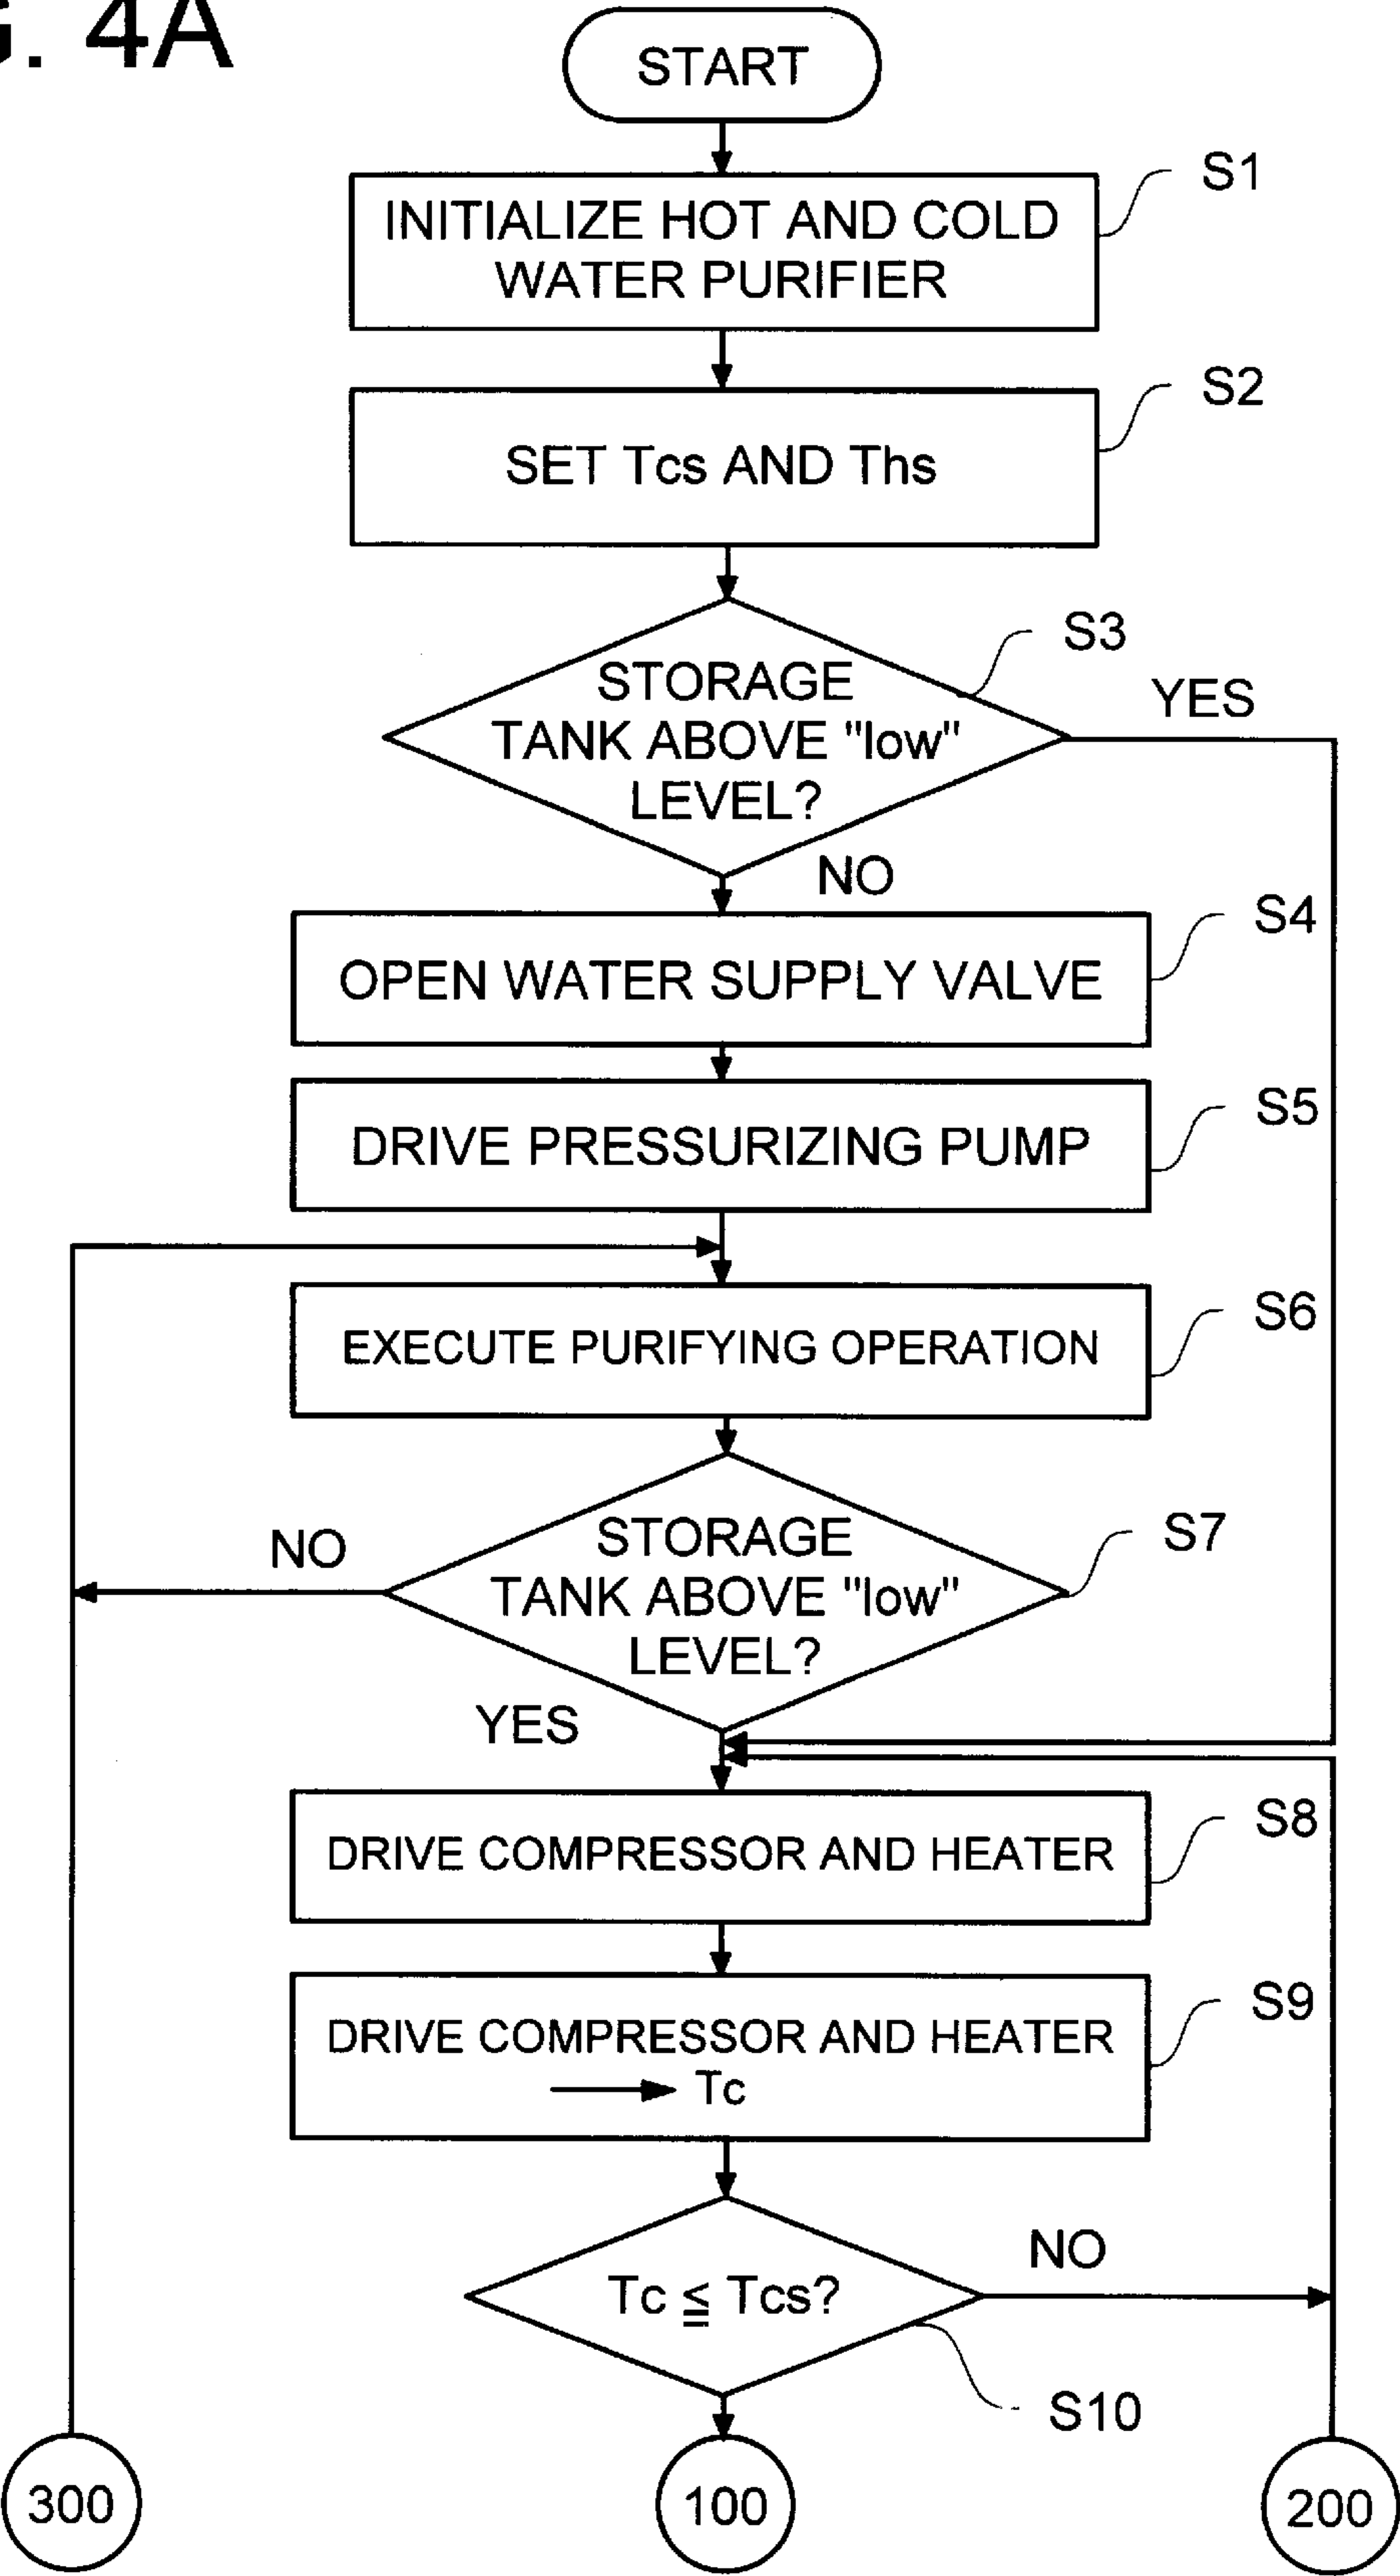 G. 4A
START
S1
INITIALIZE HOT AND COLD
WATER PURIFIER
S2
SET Tcs AND Ths
S3
STORAGE
TANK ABOVE "low"
LEVEL?
YES
NO
S4
OPEN WATER SUPPLY VALVE
S5
DRIVE PRESSURIZING PUMP
S6
EXECUTE PURIFYING OPERATION
S7
NO
STORAGE
TANK ABOVE "low"
LEVEL?
YES
S8
DRIVE COMPRESSOR AND HEATER
S9
DRIVE COMPRESSOR AND HEATER
→ Tc
NO
Tc ≦ Tcs?
S10
300
100
200